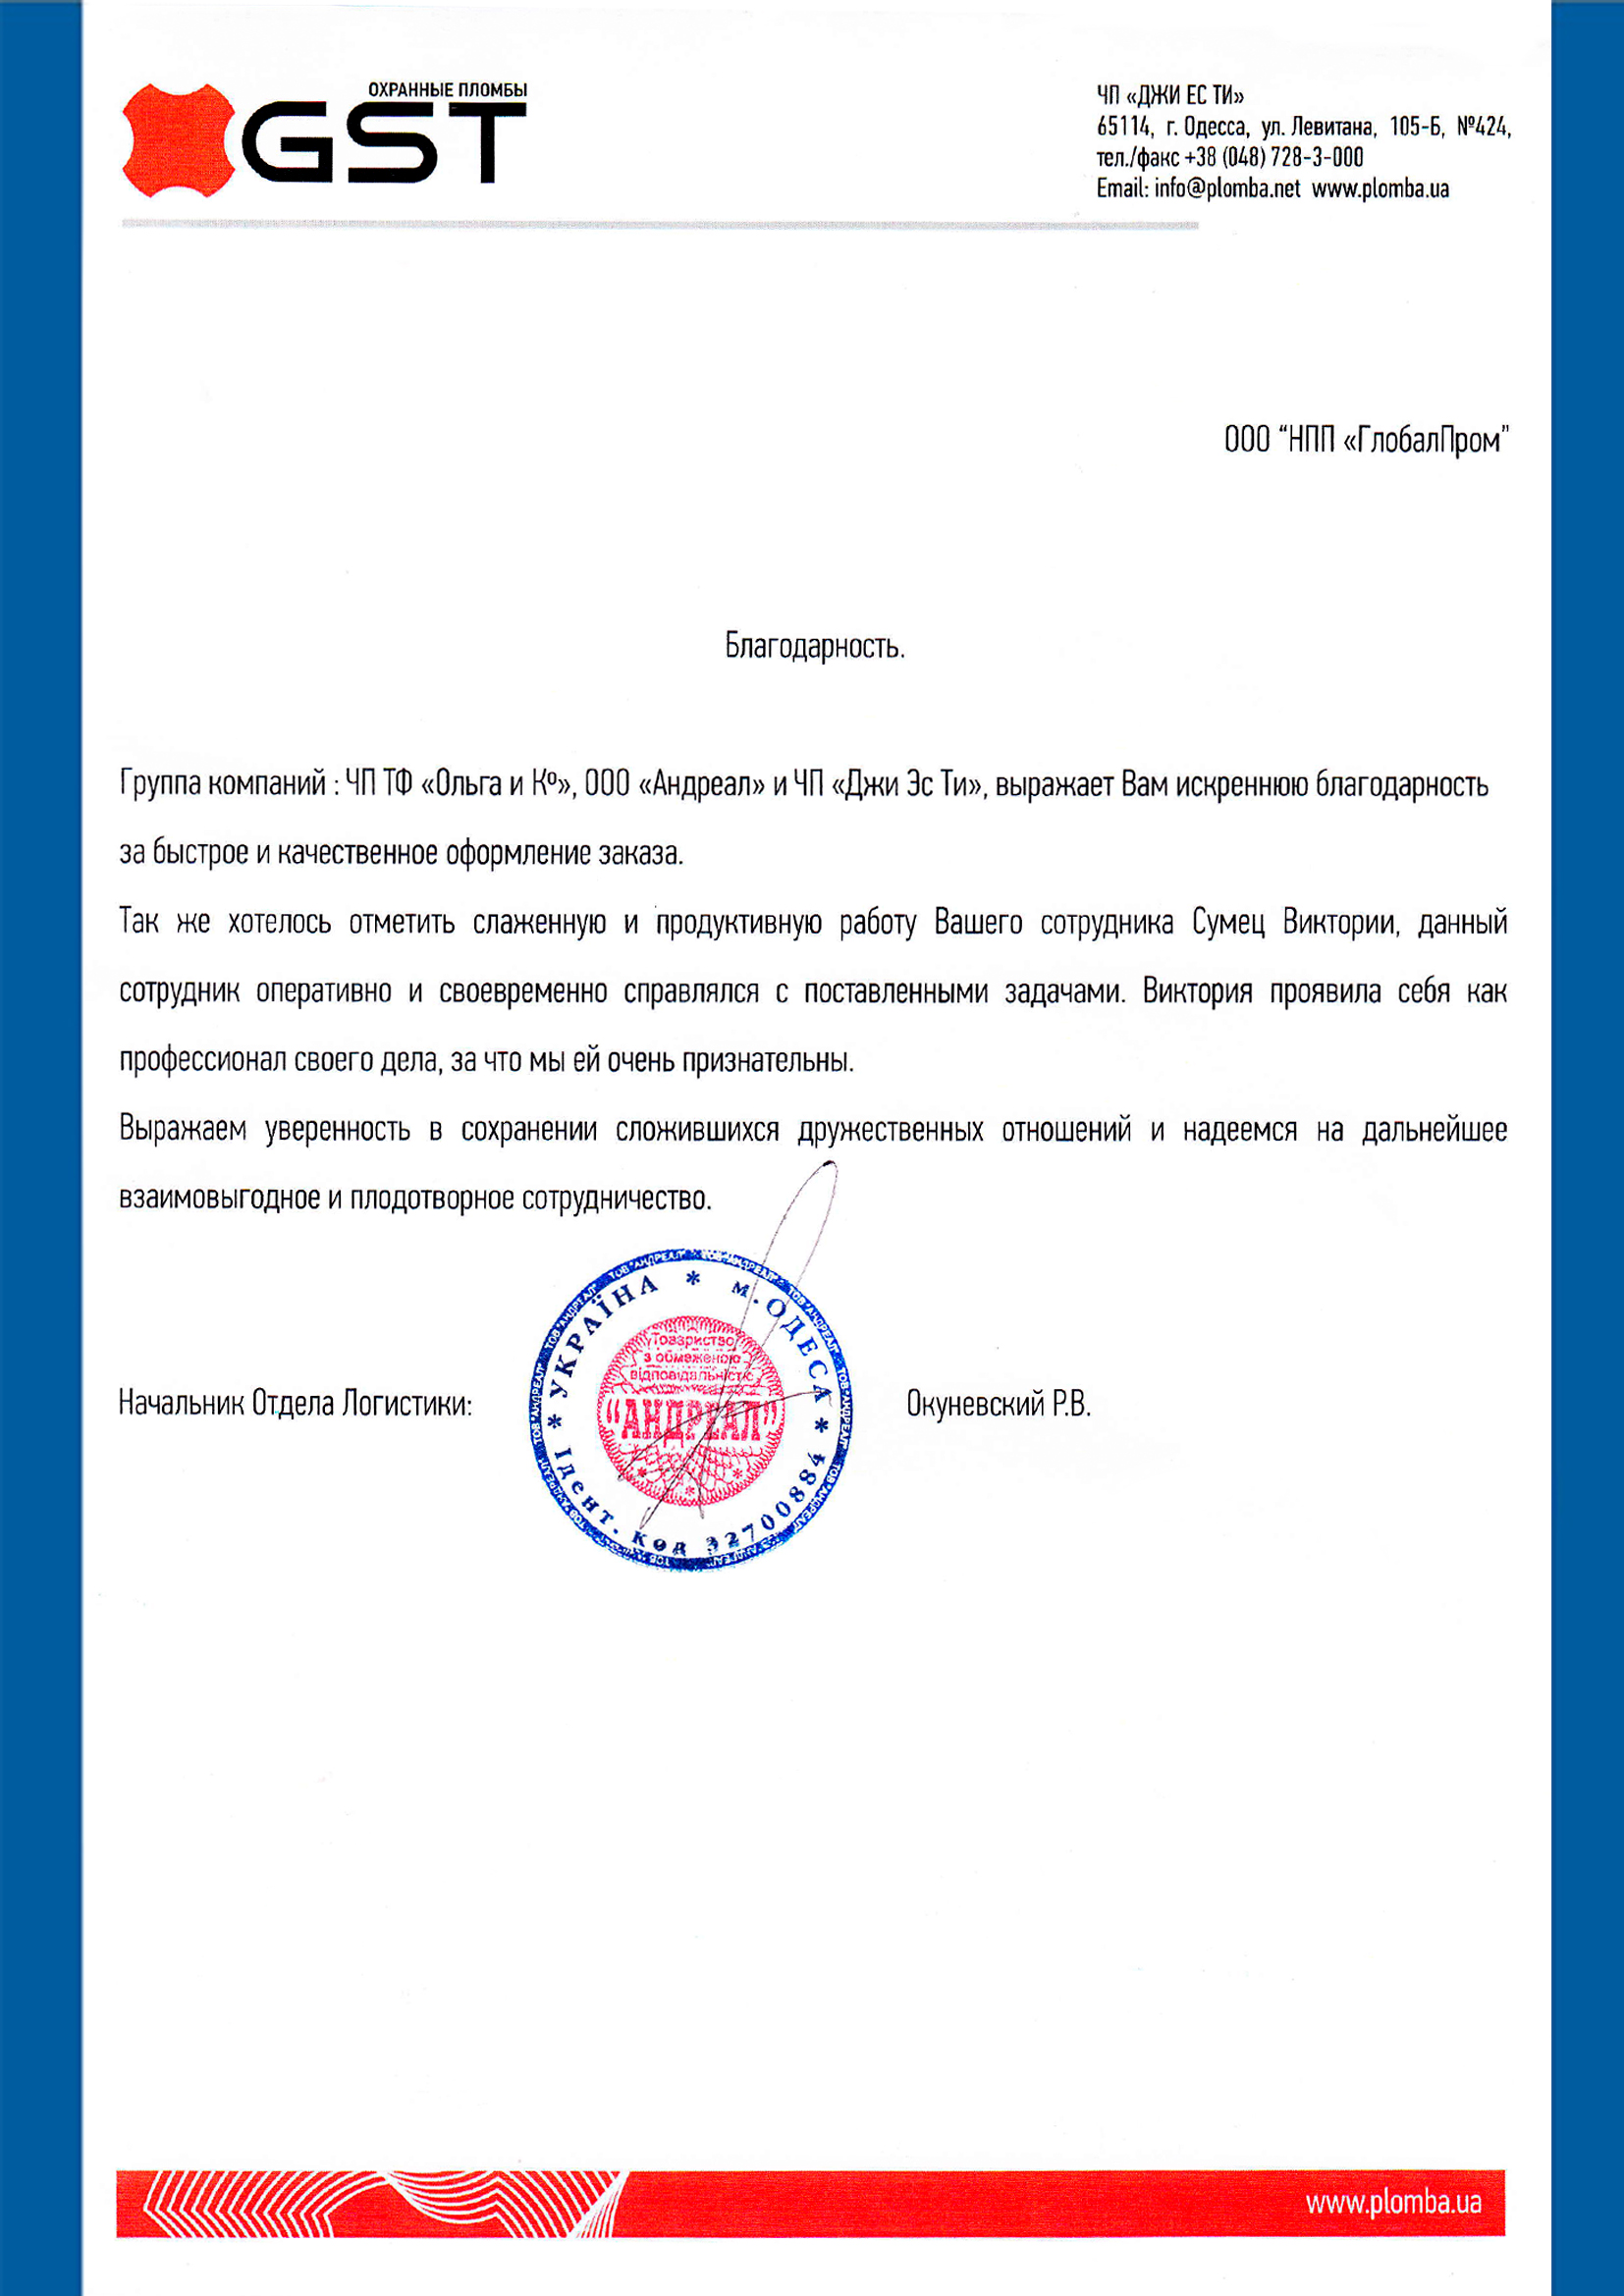 ОХРАННЫЕ ПЛОМБЫ
GST
ЧП «ДЖИ ЕС ТИ»
65114, г. Одесса, ул. Левитана, 105-Б, №424,
тел./факс +38 (048) 728-3-000
Email: info@plomba.net www.plomba.ua
ООО “НПП «ГлобалПром”
Благодарность.
Группа компаний : ЧП ТФ «Ольга и Кº», ООО «Андреал» и ЧП «Джи Эс Ти», выражает Вам искреннюю благодарность
за быстрое и качественное оформление заказа.
Так же хотелось отметить слаженную и продуктивную работу Вашего сотрудника Сумец Виктории, данный
сотрудник оперативно и своевременно справлялся с поставленными задачами. Виктория проявила себя как
профессионал своего дела, за что мы ей очень признательны.
Выражаем уверенность в сохранении сложившихся дружественных отношений и надеемся на дальнейшее
взаимовыгодное и плодотворное сотрудничество.
Начальник Отдела Логистики:
Окуневский Р.В.
ТОВ "АНДРЕАЛ"
* УКРАЇНА * м. ОДЕСА *
Ідент. код 32700884
Товариство
з обмеженою
відповідальністю
“АНДРЕАЛ”
www.plomba.ua